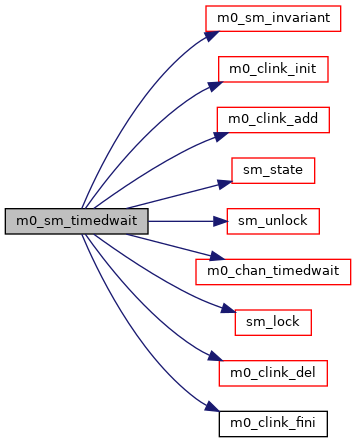 m0_sm_invariant
m0_clink_init
m0_clink_add
sm_state
m0_sm_timedwait
sm_unlock
m0_chan_timedwait
sm_lock
m0_clink_del
m0_clink_fini